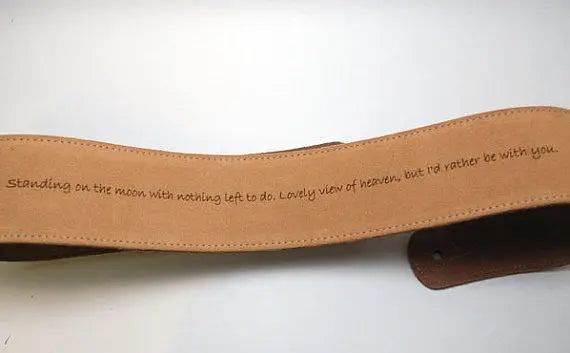 Standing on the moon with nothing left to do. Lovely view of heaven, but I'd rather be with you.